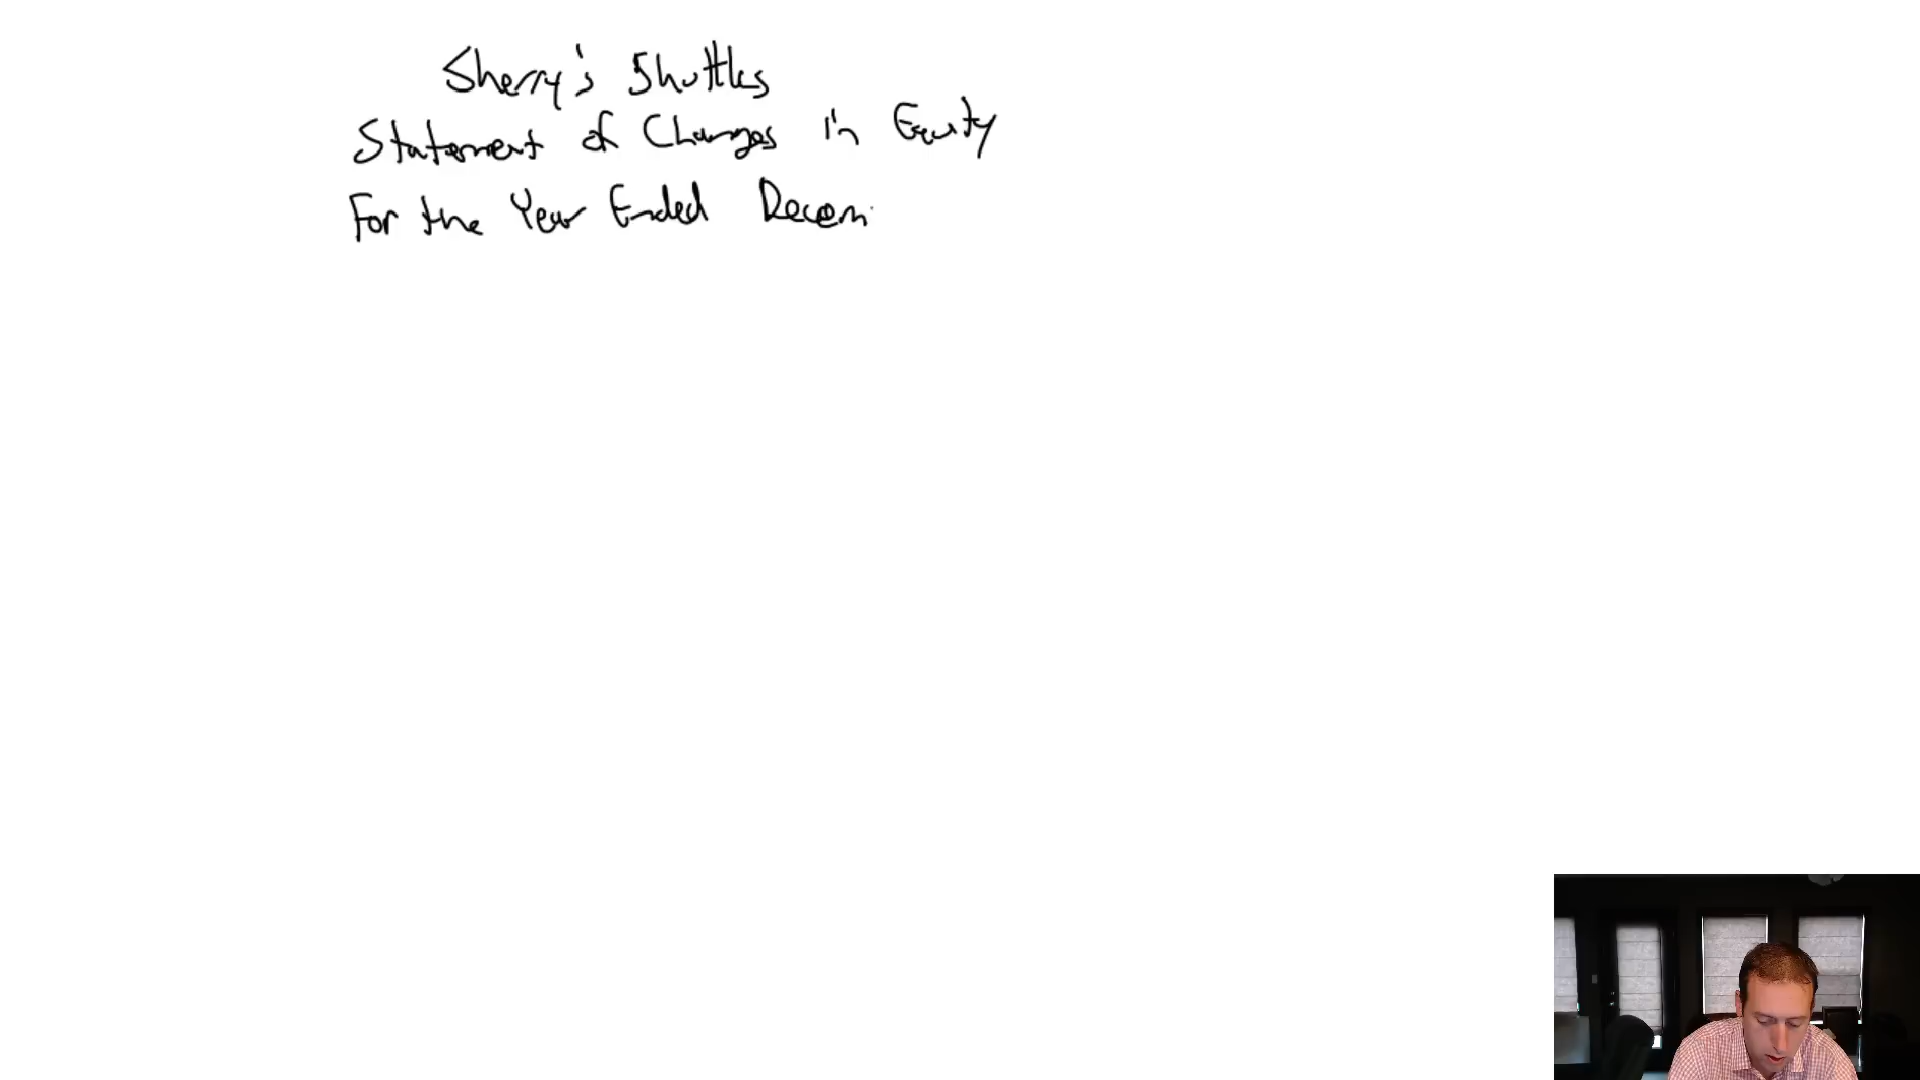 Sherry's Shuttles
Statement of Changes in Equity
For the Year Ended Decem